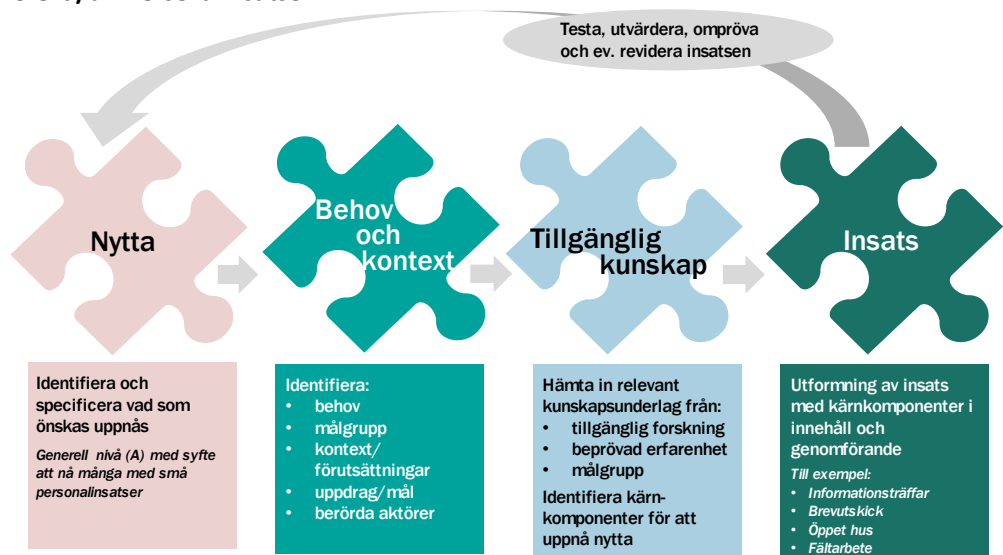 Testa, utvärdera, ompröva
och ev. revidera insatsen
Nytta
Behov
och
kontext
Tillgänglig
kunskap
Insats
Identifiera och
specificera vad som
önskas uppnås
Generell nivå (A) med syfte
att nå många med små
personalinsatser
Identifiera:
• behov
• målgrupp
• kontext/
förutsättningar
• uppdrag/mål
• berörda aktörer
Hämta in relevant
kunskapsunderlag från:
• tillgänglig forskning
• beprövad erfarenhet
• målgrupp
Identifiera kärn-
komponenter för att
uppnå nytta
Utformning av insats
med kärnkomponenter i
innehåll och
genomförande
Till exempel:
• Informationsträffar
• Brevutskick
• Öppet hus
• Fältarbete